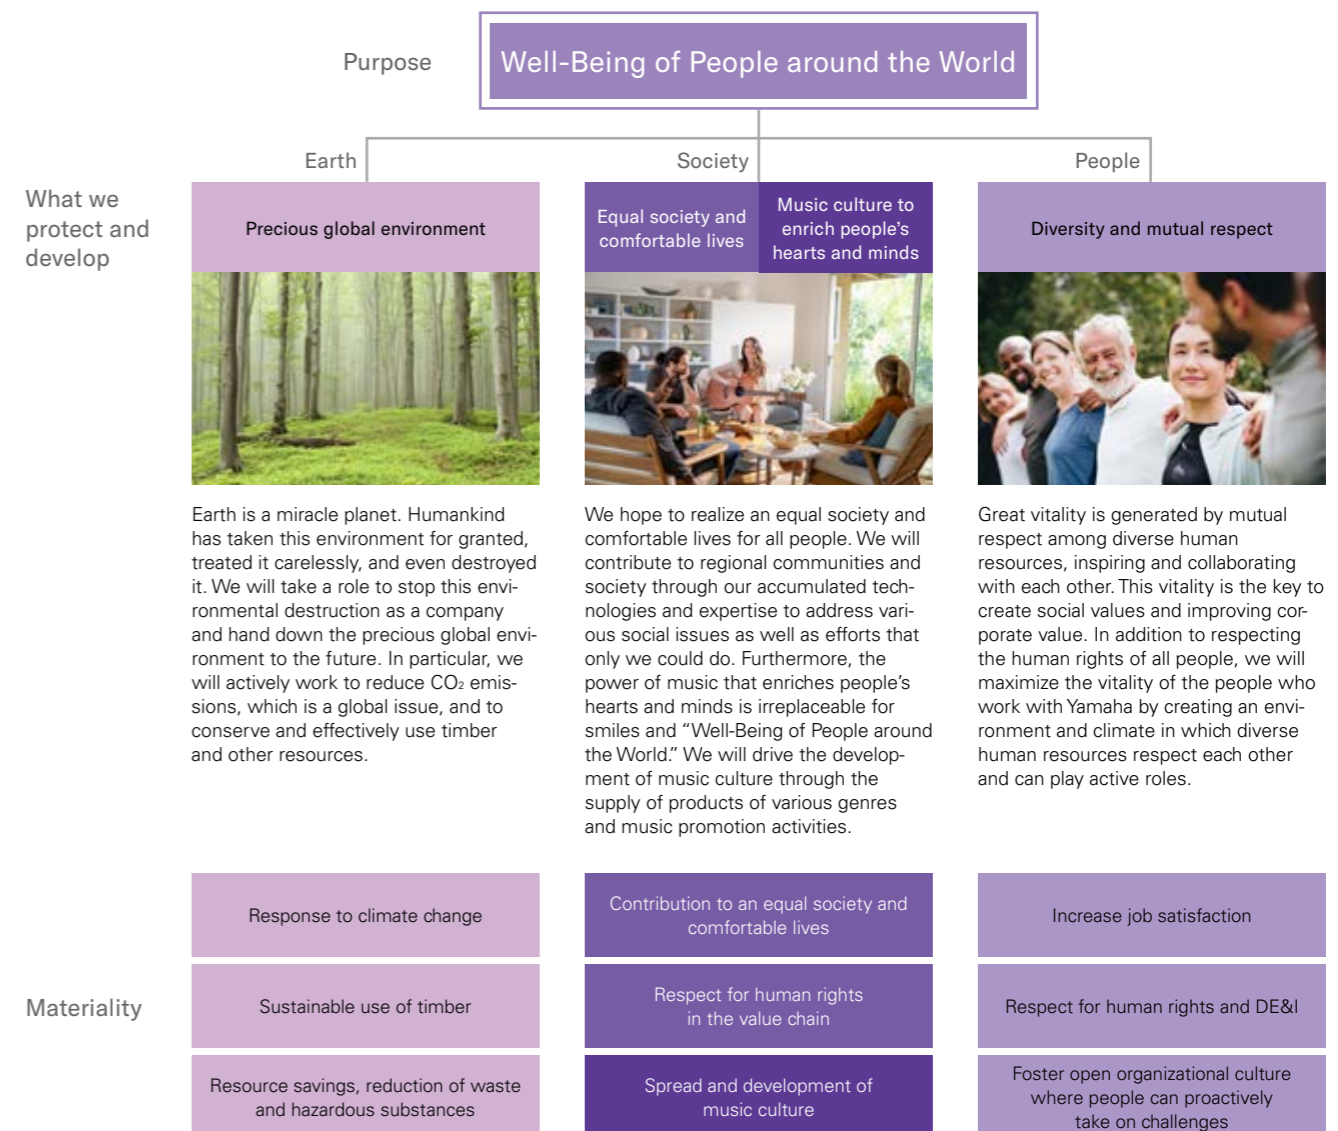 Purpose
Well-Being of People around the World
Earth
Society
People
What we
protect and
develop
Precious global environment
Equal society and
comfortable lives
Music culture to
enrich people's
hearts and minds
Diversity and mutual respect
Earth is a miracle planet. Humankind
has taken this environment for granted,
treated it carelessly, and even destroyed
it. We will take a role to stop this envi-
ronmental destruction as a company
and hand down the precious global envi-
ronment to the future. In particular, we
will actively work to reduce CO₂ emis-
sions, which is a global issue, and to
conserve and effectively use timber
and other resources.
We hope to realize an equal society and
comfortable lives for all people. We will
contribute to regional communities and
society through our accumulated tech-
nologies and expertise to address vari-
ous social issues as well as efforts that
only we could do. Furthermore, the
power of music that enriches people's
hearts and minds is irreplaceable for
smiles and “Well-Being of People around
the World.” We will drive the develop-
ment of music culture through the
supply of products of various genres
and music promotion activities.
Great vitality is generated by mutual
respect among diverse human
resources, inspiring and collaborating
with each other. This vitality is the key to
create social values and improving cor-
porate value. In addition to respecting
the human rights of all people, we will
maximize the vitality of the people who
work with Yamaha by creating an envi-
ronment and climate in which diverse
human resources respect each other
and can play active roles.
Materiality
Response to climate change
Sustainable use of timber
Resource savings, reduction of waste
and hazardous substances
Contribution to an equal society and
comfortable lives
Respect for human rights
in the value chain
Spread and development of
music culture
Increase job satisfaction
Respect for human rights and DE&I
Foster open organizational culture
where people can proactively
take on challenges